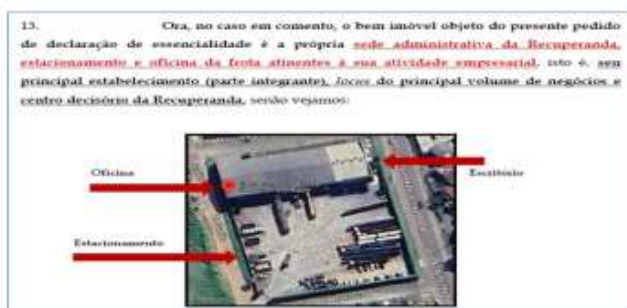 13. Ora, no caso em comento, o bem imóvel objeto do presente pedido
de declaração de essencialidade é a própria sede administrativa da Recuperanda,
estacionamento e oficina da frota atinentes à sua atividade empresarial, isto é, seu
principal estabelecimento (parte integrante), locus do principal volume de negócios e
centro decisório da Recuperanda, senão vejamos:
Oficina
Escritório
Estacionamento